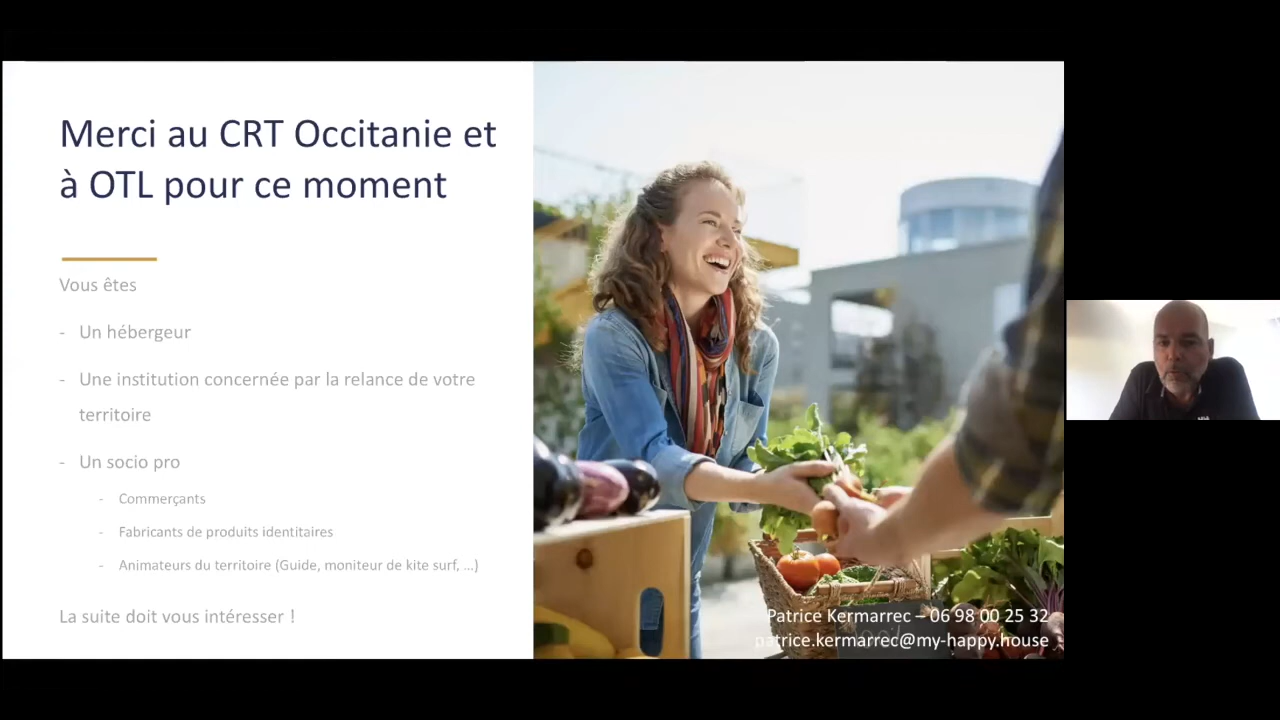 Merci au CRT Occitanie et
à OTL pour ce moment
Vous êtes
- Un hébergeur
- Une institution concernée par la relance de votre
territoire
- Un socio pro
- Commerçants
- Fabricants de produits identitaires
- Animateurs du territoire (Guide, moniteur de kite surf, ...)
La suite doit vous intéresser !
Patrice Kermarrec – 06 98 00 25 32
patrice.kermarrec@my-happy.house